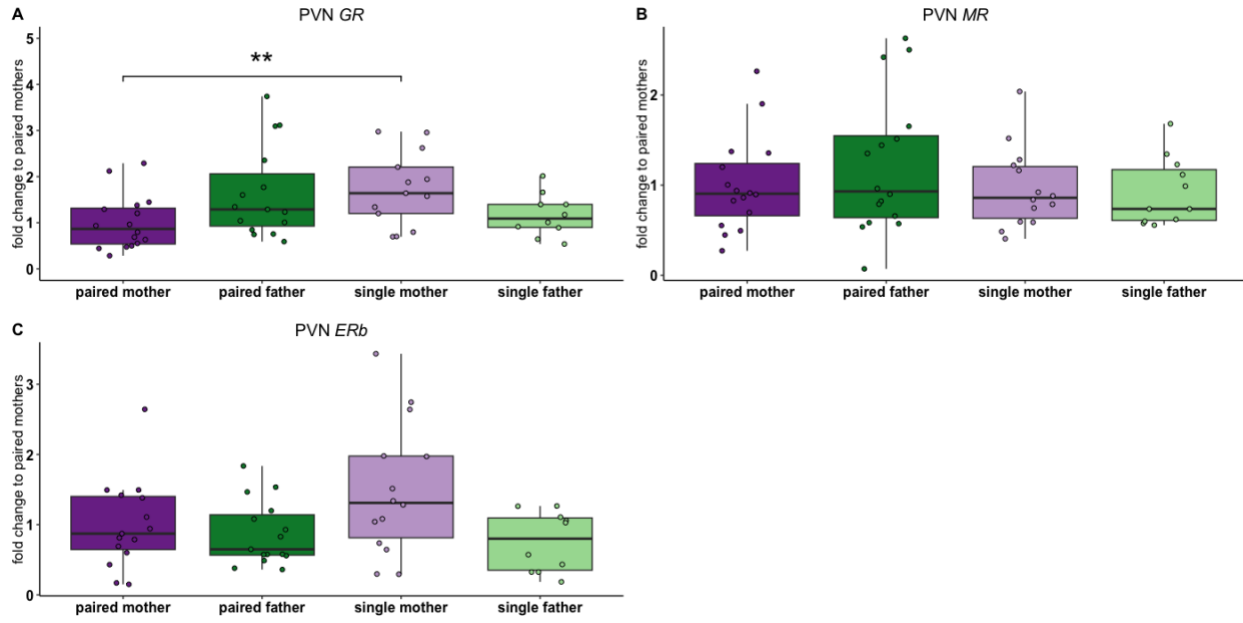 A
PVN GR
fold change to paired mothers
5
4
3
2
1
0
**
paired mother
paired father
single mother
single father
B
PVN MR
fold change to paired mothers
2
1
0
paired mother
paired father
single mother
single father
C
PVN ERb
fold change to paired mothers
3
2
1
0
paired mother
paired father
single mother
single father